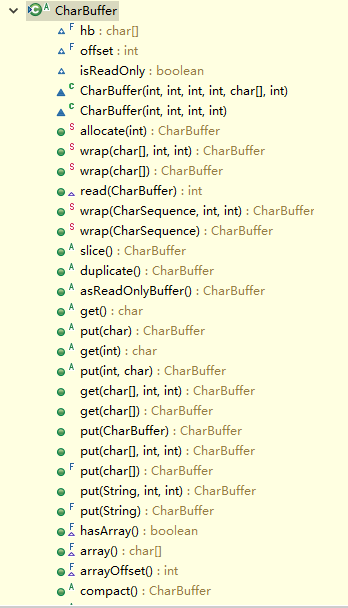 CharBuffer
hb : char[]
offset : int
isReadOnly : boolean
CharBuffer(int, int, int, int, char[], int)
CharBuffer(int, int, int, int)
allocate(int) : CharBuffer
wrap(char[], int, int) : CharBuffer
wrap(char[]) : CharBuffer
read(CharBuffer) : int
wrap(CharSequence, int, int) : CharBuffer
wrap(CharSequence) : CharBuffer
slice() : CharBuffer
duplicate() : CharBuffer
asReadOnlyBuffer() : CharBuffer
get() : char
put(char) : CharBuffer
get(int) : char
put(int, char) : CharBuffer
get(char[], int, int) : CharBuffer
get(char[]) : CharBuffer
put(CharBuffer) : CharBuffer
put(char[], int, int) : CharBuffer
put(char[]) : CharBuffer
put(String, int, int) : CharBuffer
put(String) : CharBuffer
hasArray() : boolean
array() : char[]
arrayOffset() : int
compact() : CharBuffer